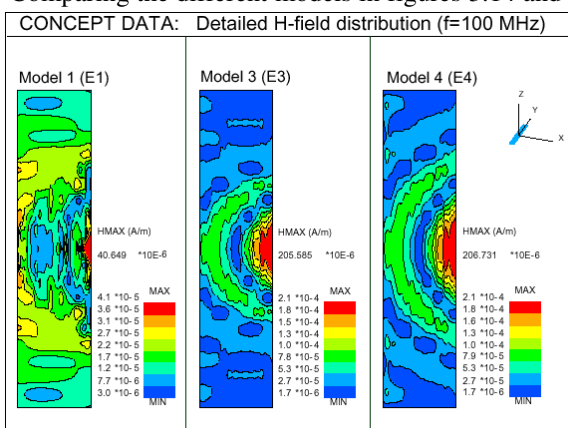 Comparing the different models in figures 5.14 and
CONCEPT DATA: Detailed H-field distribution (f=100 MHz)
Model 1 (E1)
HMAX (A/m)
40.649 *10E-6
MAX
4.1 *10- 5
3.6 *10- 5
3.1 *10- 5
2.7 *10- 5
2.2 *10- 5
1.7 *10- 5
1.2 *10- 5
7.7 *10- 6
3.0 *10- 6
MIN
Model 3 (E3)
HMAX (A/m)
205.585 *10E-6
MAX
2.1 *10- 4
1.8 *10- 4
1.5 *10- 4
1.3 *10- 4
1.0 *10- 4
7.8 *10- 5
5.3 *10- 5
2.7 *10- 5
1.7 *10- 6
MIN
Model 4 (E4)
HMAX (A/m)
206.731 *10E-6
MAX
2.1 *10- 4
1.8 *10- 4
1.6 *10- 4
1.3 *10- 4
1.0 *10- 4
7.9 *10- 5
5.3 *10- 5
2.7 *10- 5
1.7 *10- 6
MIN
Z
Y
X